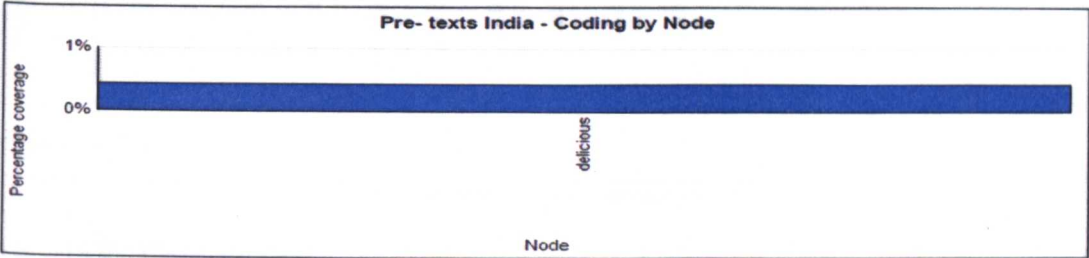 Pre- texts India - Coding by Node
1%
0%
Percentage coverage
delicious
Node